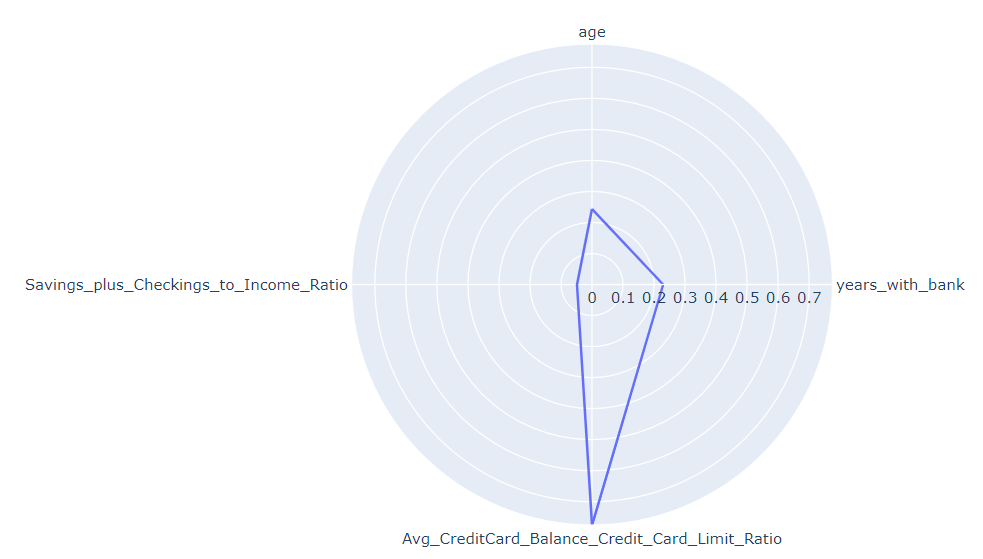 age
Savings_plus_Checkings_to_Income_Ratio
years_with_bank
0 0.1 0.2 0.3 0.4 0.5 0.6 0.7
Avg_CreditCard_Balance_Credit_Card_Limit_Ratio